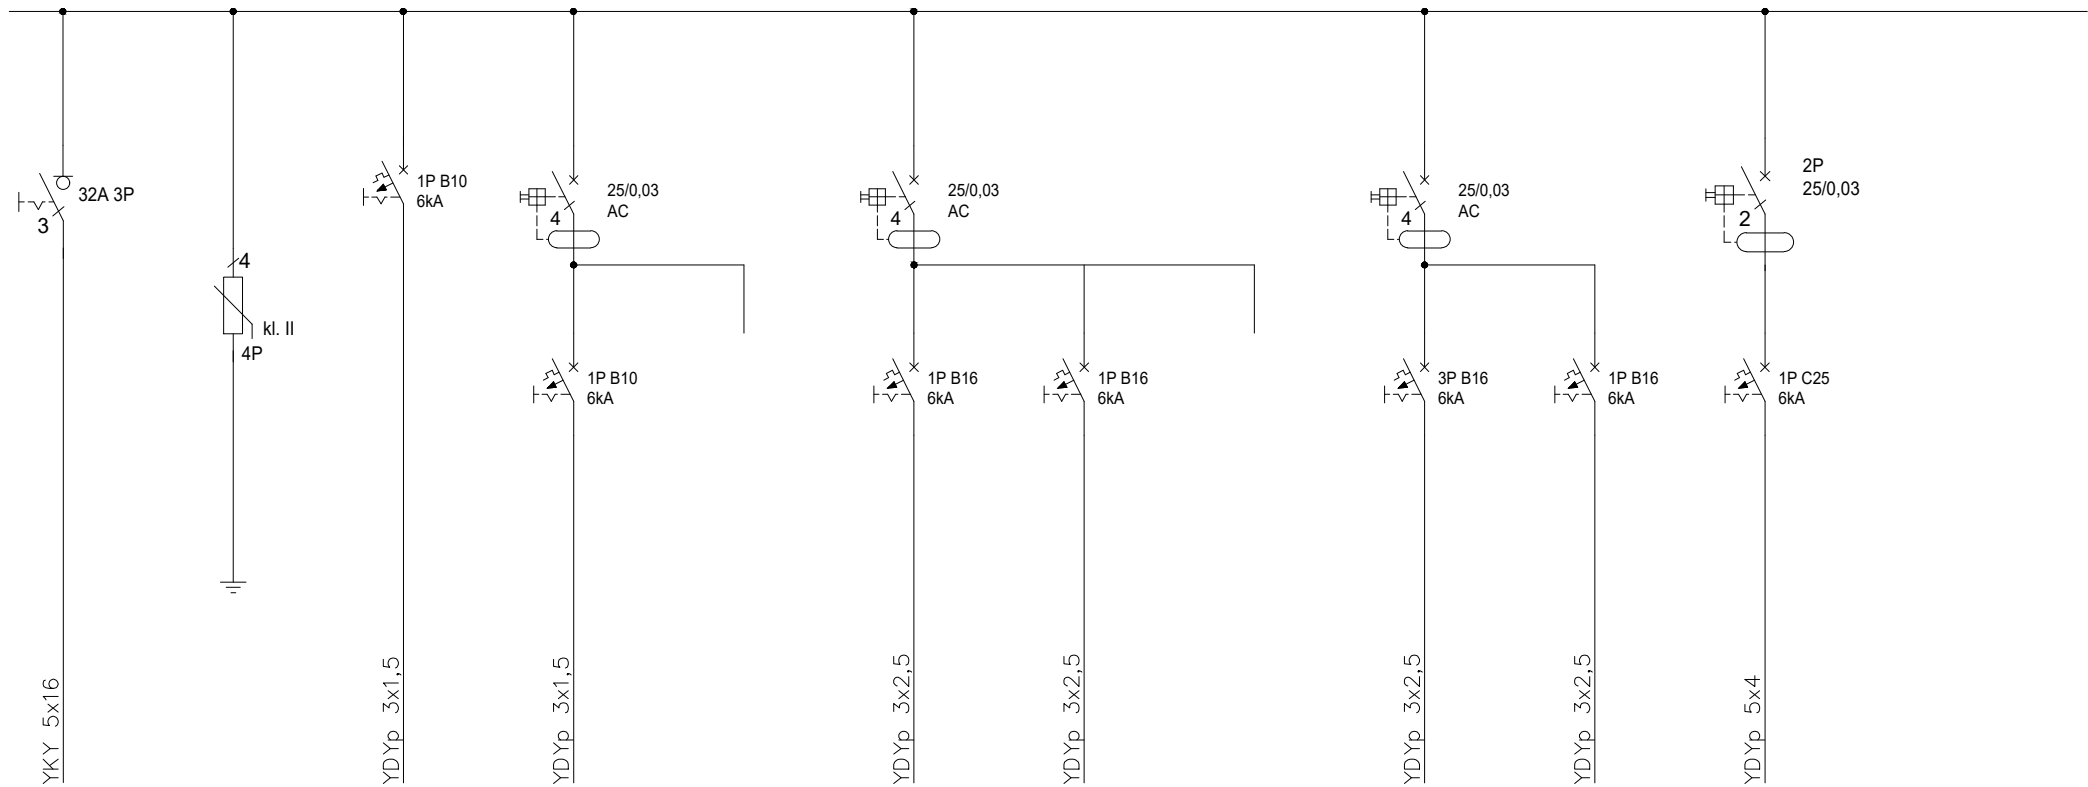 32A 3P
3
YKY 5x16
4
kl. II
4P
1P B10
6kA
YDYp 3x1,5
25/0,03
AC
4
1P B10
6kA
YDYp 3x1,5
25/0,03
AC
4
1P B16
6kA
YDYp 3x2,5
1P B16
6kA
YDYp 3x2,5
25/0,03
AC
4
3P B16
6kA
YDYp 3x2,5
1P B16
6kA
YDYp 3x2,5
2P
25/0,03
2
1P C25
6kA
YDYp 5x4